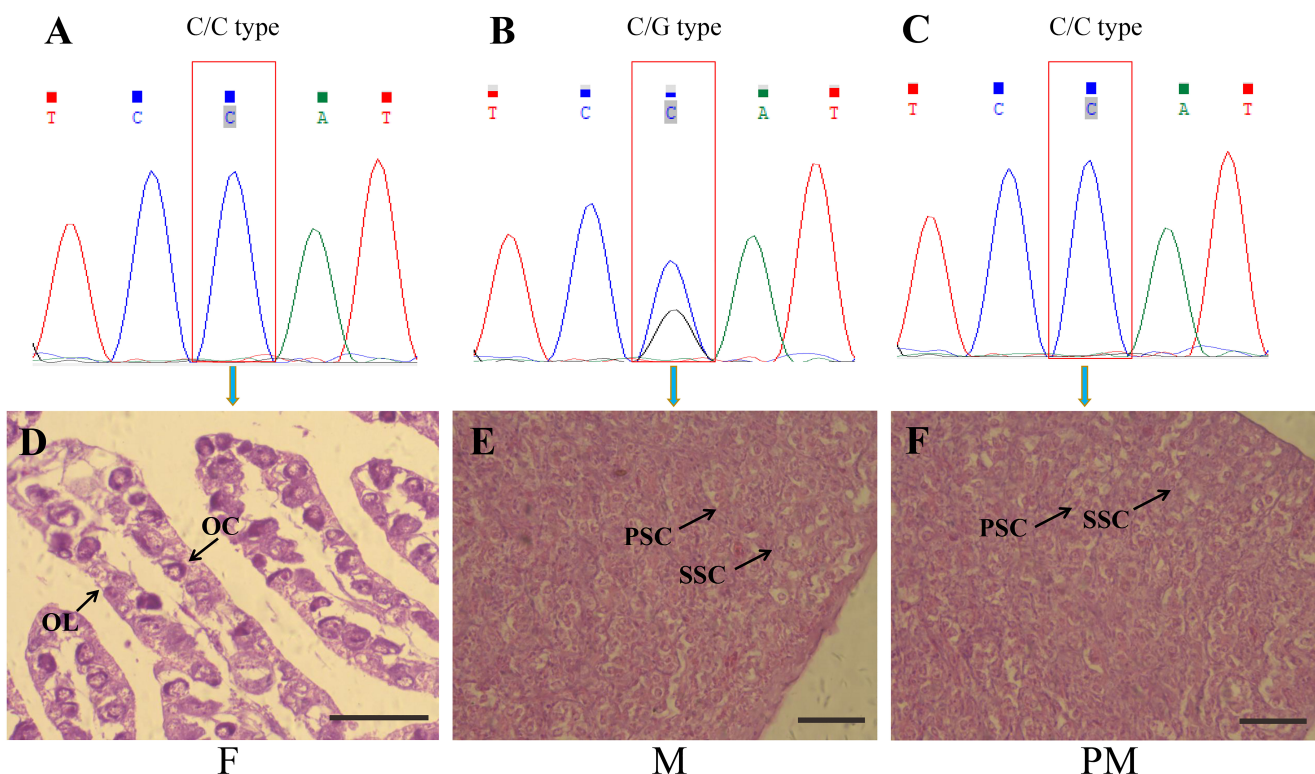 A C/C type
T C C A T
B C/G type
T C C A T
C C/C type
T C C A T
D
OC
OL
E
PSC
SSC
F
PSC SSC
F M PM